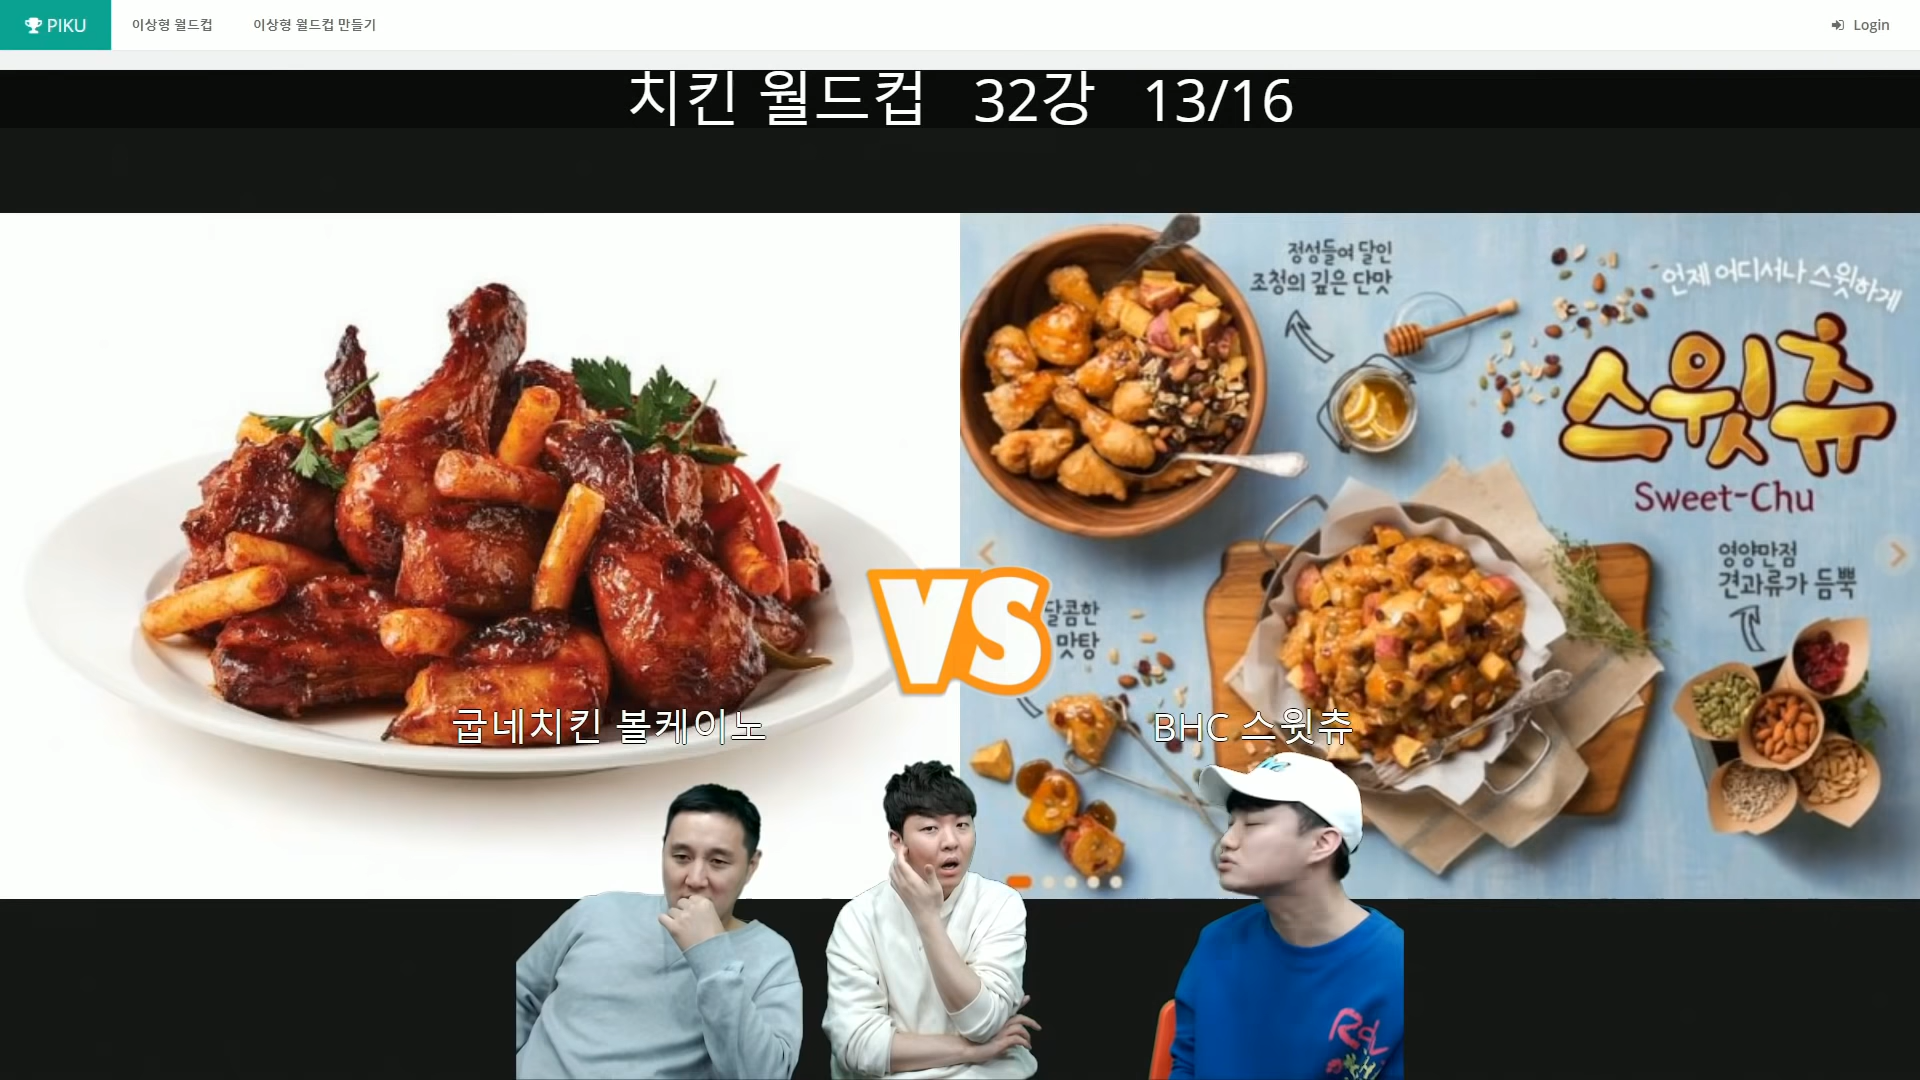 PIKU
이상형 월드컵
이상형 월드컵 만들기
Login
치킨 월드컵 32강 13/16
정성들여 달인
조청의 깊은 단맛
언제 어디서나 스윗하게
스윗츄
Sweet-Chu
영양만점
견과류가 듬뿍
달콤한
맛탕
VS
굽네치킨 볼케이노
BHC 스윗츄